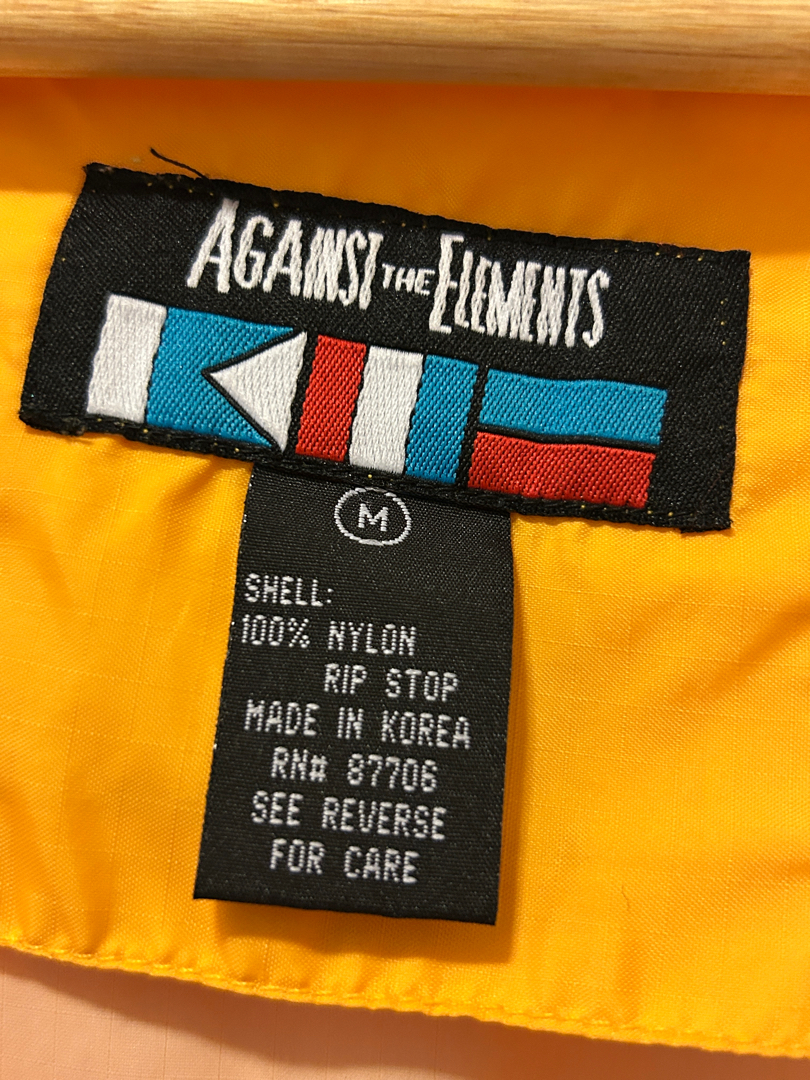 AGAINST THE ELEMENTS
M
SHELL:
100% NYLON
RIP STOP
MADE IN KOREA
RN# 87706
SEE REVERSE
FOR CARE